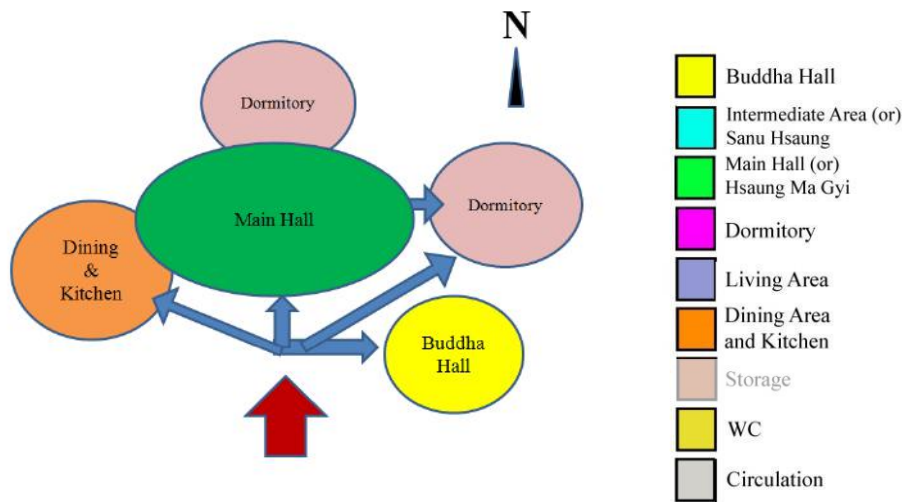 N
Dormitory
Main Hall
Dormitory
Dining
&
Kitchen
Buddha
Hall
Buddha Hall
Intermediate Area (or)
Sanu Hsaung
Main Hall (or)
Hsaung Ma Gyi
Dormitory
Living Area
Dining Area
and Kitchen
Storage
WC
Circulation